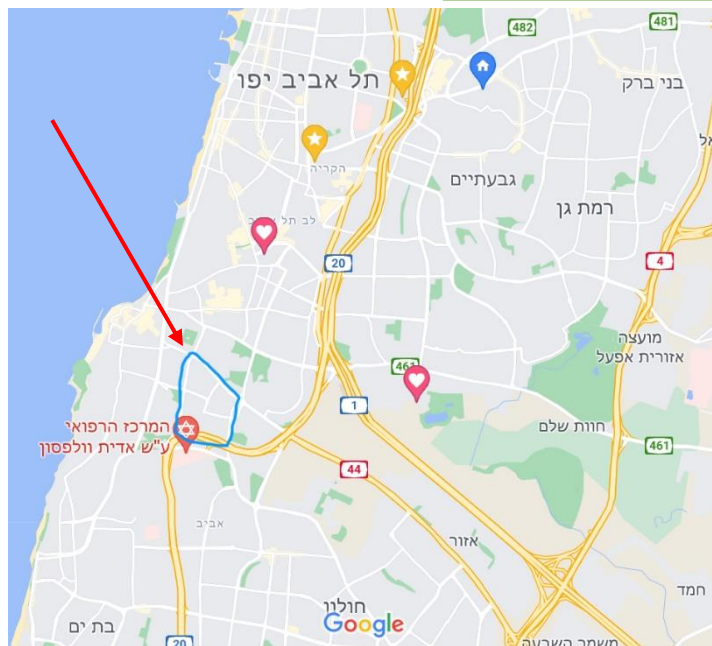 482
481
תל אביב יפו
בני ברק
הקריה
גבעתיים
רמת גן
לב תל אביב
20
4
מועצה
אזורית אפעל
461
1
המרכז הרפואי
ע"ש אדית וולפסון
חוות שלם
461
44
אביב
אזור
חולון
חמד
Google
בת ים
20
משמר השבעה